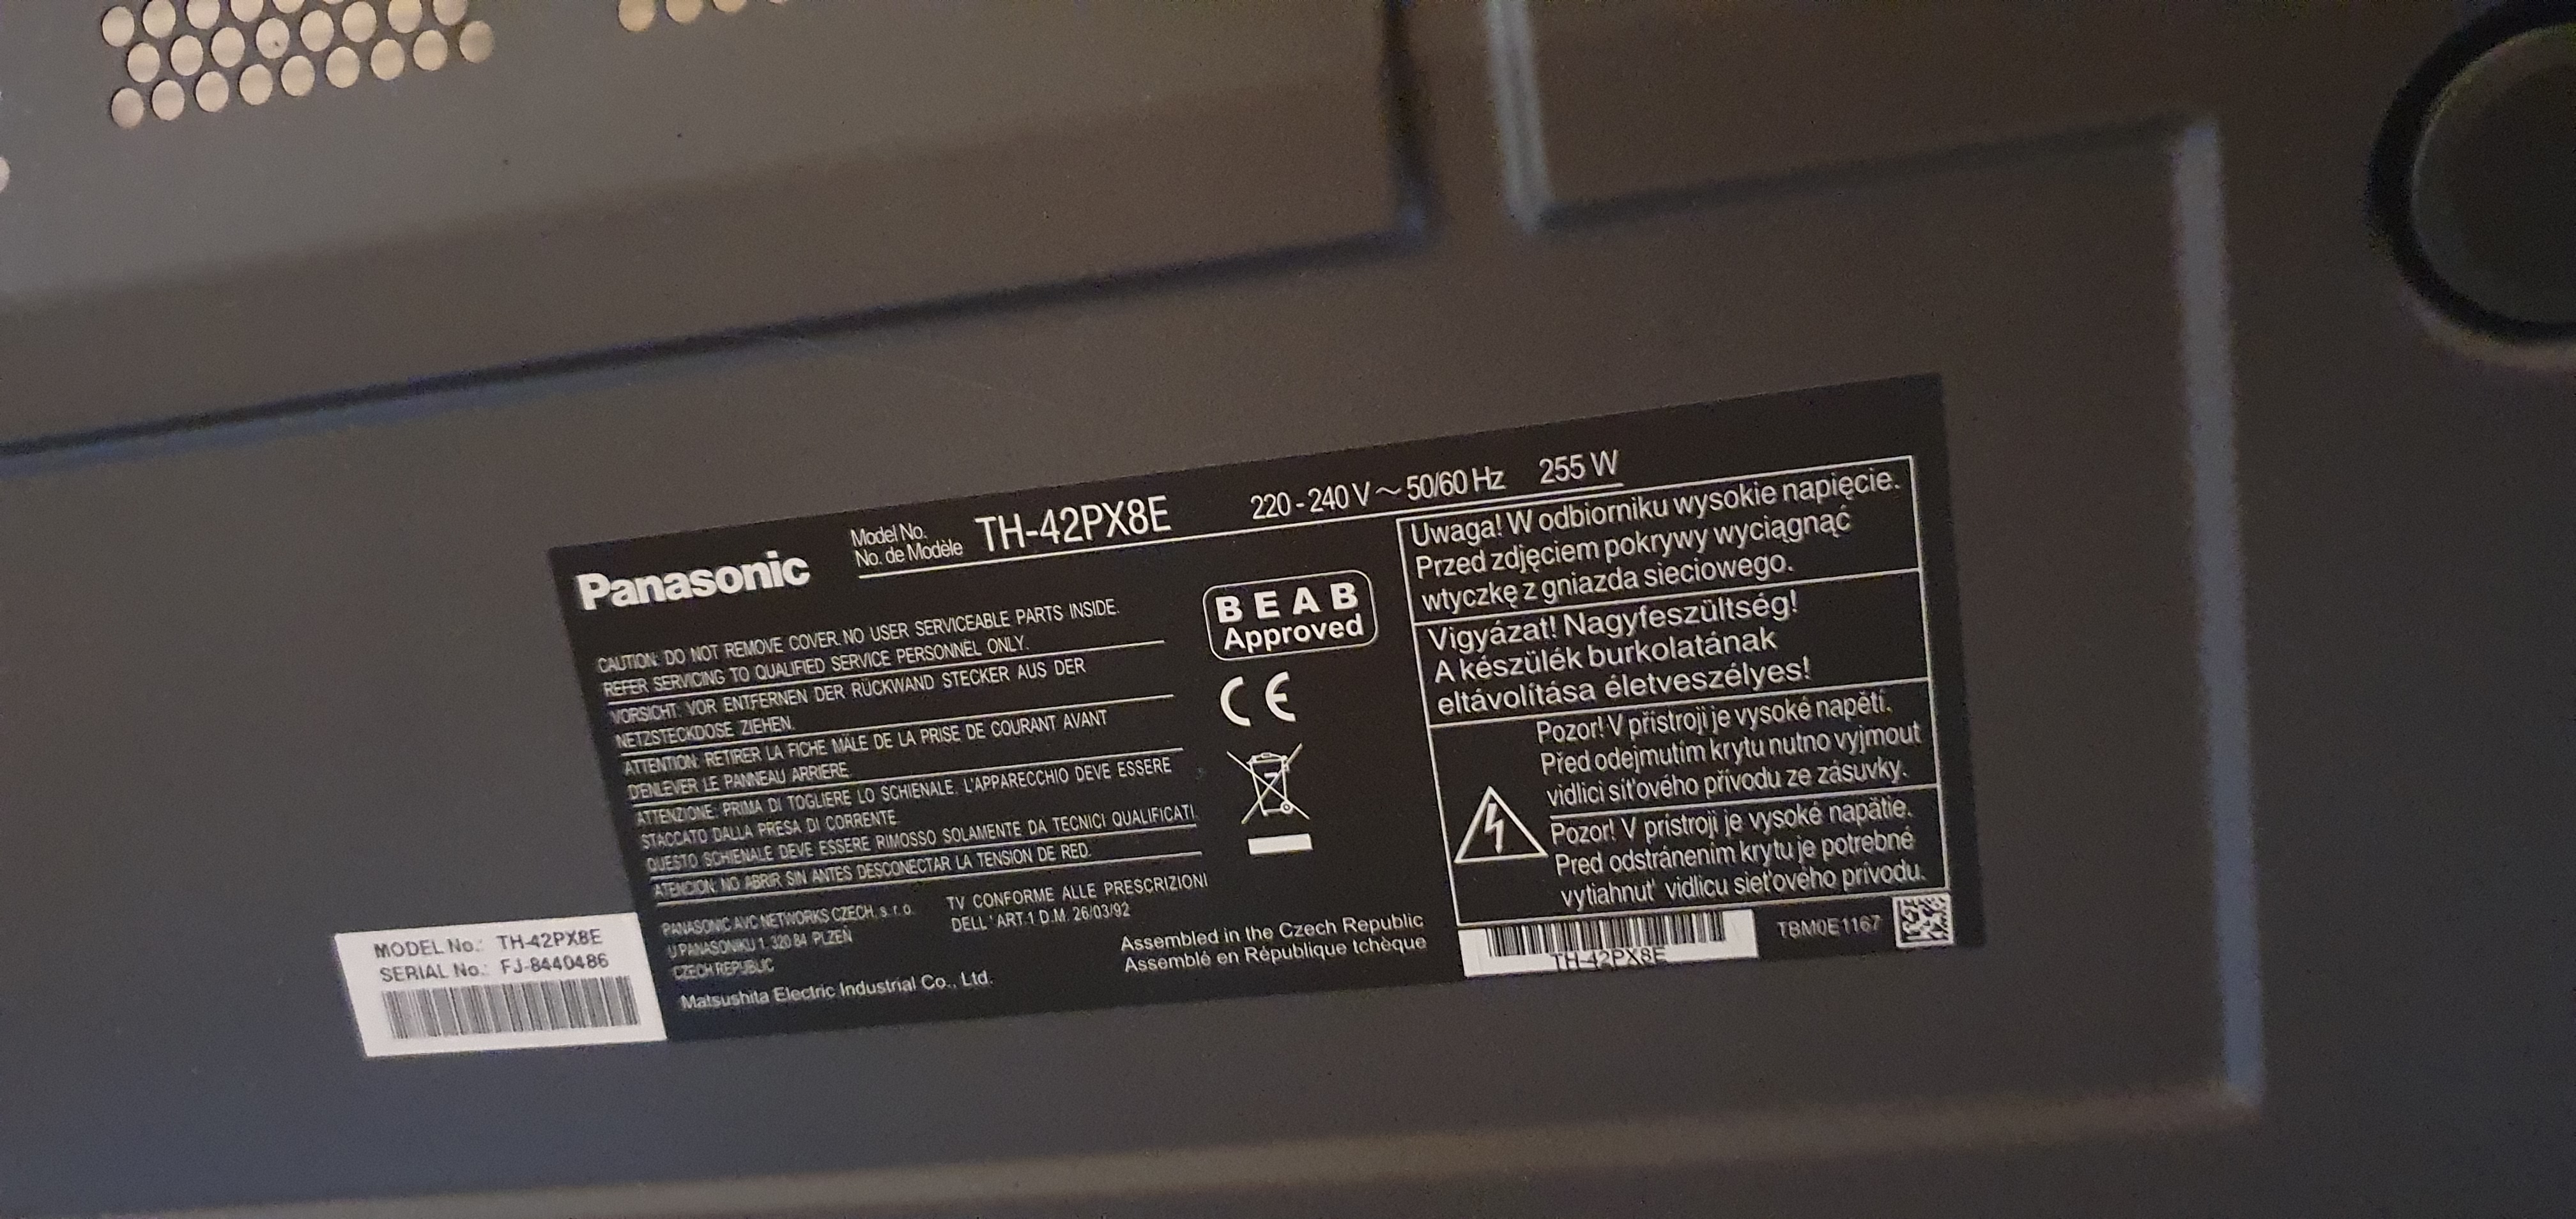 Panasonic
Model No.
No. de Modèle
TH-42PX8E
220 - 240 V ~ 50/60 Hz 255 W
CAUTION: DO NOT REMOVE COVER. NO USER SERVICEABLE PARTS INSIDE.
REFER SERVICING TO QUALIFIED SERVICE PERSONNEL ONLY.
VORSICHT: VOR ENTFERNEN DER RÜCKWAND STECKER AUS DER
NETZSTECKDOSE ZIEHEN.
ATTENTION: RETIRER LA FICHE MÂLE DE LA PRISE DE COURANT AVANT
D'ENLEVER LE PANNEAU ARRIERE.
ATTENZIONE: PRIMA DI TOGLIERE LO SCHIENALE, L'APPARECCHIO DEVE ESSERE
STACCATO DALLA PRESA DI CORRENTE.
QUESTO SCHIENALE DEVE ESSERE RIMOSSO SOLAMENTE DA TECNICI QUALIFICATI.
ATENCION: NO ABRIR SIN ANTES DESCONECTAR LA TENSION DE RED.
PANASONIC AVC NETWORKS CZECH, s. r. o.
U PANASONIKU 1, 320 84 PLZEŇ
CZECH REPUBLIC
TV CONFORME ALLE PRESCRIZIONI
DELL' ART.1 D.M. 26/03/92
Matsushita Electric Industrial Co., Ltd.
Assembled in the Czech Republic
Assemblé en République tchèque
BEAB
Approved
CE
Uwaga! W odbiorniku wysokie napięcie.
Przed zdjęciem pokrywy wyciągnąć
wtyczkę z gniazda sieciowego.
Vigyázat! Nagyfeszültség!
A készülék burkolatának
eltávolítása életveszélyes!
Pozor! V přístroji je vysoké napětí.
Před odejmutím krytu nutno vyjmout
vidlici síťového přívodu ze zásuvky.
Pozor! V prístroji je vysoké napätie.
Pred odstránením krytu je potrebné
vytiahnuť vidlicu sieťového prívodu.
TH-42PX8E
TBM0E1167
MODEL No.: TH-42PX8E
SERIAL No.: FJ-8440486